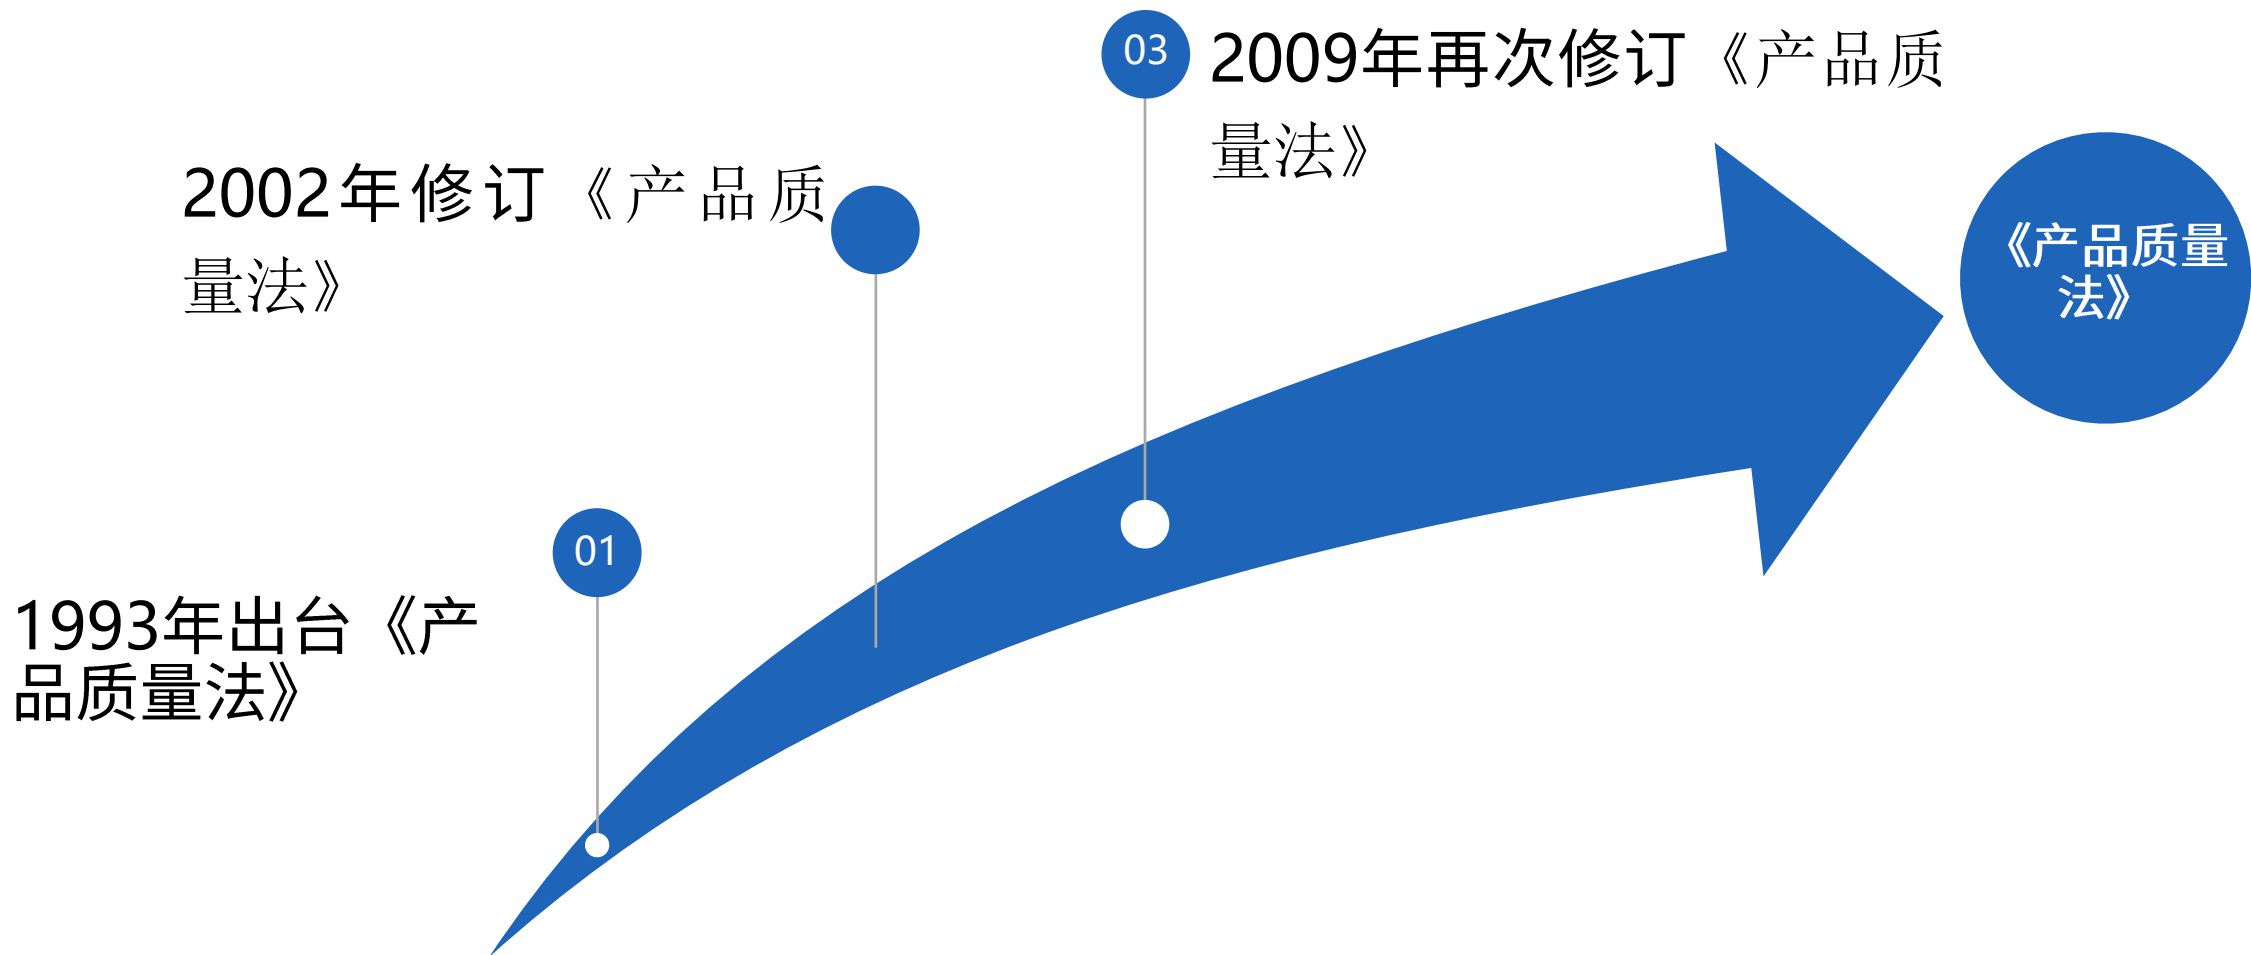 01
1993年出台《产
品质量法》
2002年修订《产品质
量法》
03
2009年再次修订《产品质
量法》
《产品质量
法》